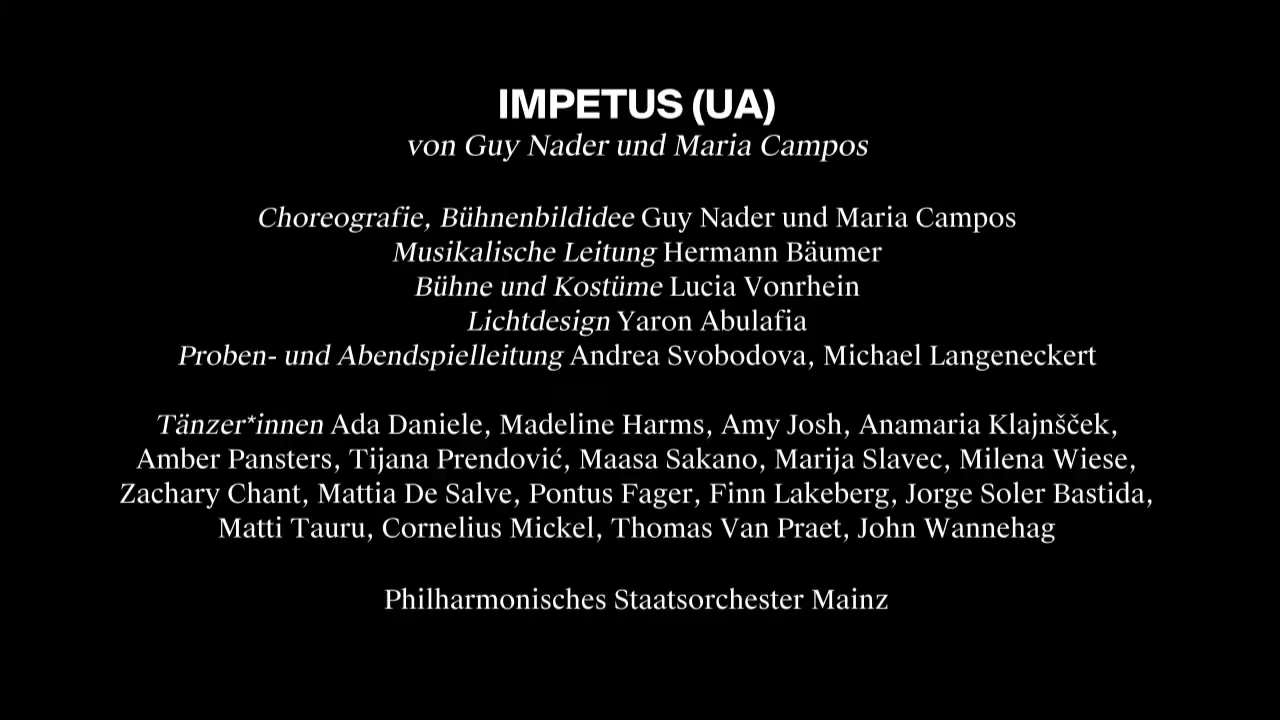 IMPETUS (UA)
von Guy Nader und Maria Campos
Choreografie, Bühnenbildidee Guy Nader und Maria Campos
Musikalische Leitung Hermann Bäumer
Bühne und Kostüme Lucia Vonrhein
Lichtdesign Yaron Abulafia
Proben- und Abendspielleitung Andrea Svobodova, Michael Langeneckert
Tänzer*innen Ada Daniele, Madeline Harms, Amy Josh, Anamaria Klajnšček,
Amber Pansters, Tijana Prendović, Maasa Sakano, Marija Slavec, Milena Wiese,
Zachary Chant, Mattia De Salve, Pontus Fager, Finn Lakeberg, Jorge Soler Bastida,
Matti Tauru, Cornelius Mickel, Thomas Van Praet, John Wannehag
Philharmonisches Staatsorchester Mainz